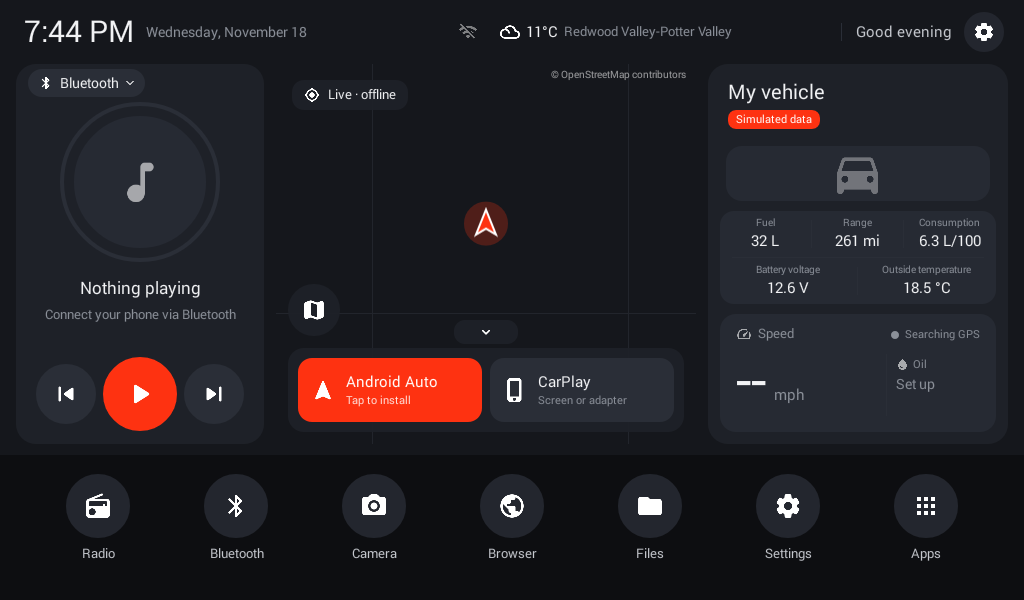 7:44 PM
Wednesday, November 18
11°C
Redwood Valley-Potter Valley
Good evening
Bluetooth
Nothing playing
Connect your phone via Bluetooth
© OpenStreetMap contributors
Live · offline
Android Auto
Tap to install
CarPlay
Screen or adapter
My vehicle
Simulated data
Fuel
32 L
Range
261 mi
Consumption
6.3 L/100
Battery voltage
12.6 V
Outside temperature
18.5 °C
Speed
Searching GPS
-- mph
Oil
Set up
Radio
Bluetooth
Camera
Browser
Files
Settings
Apps